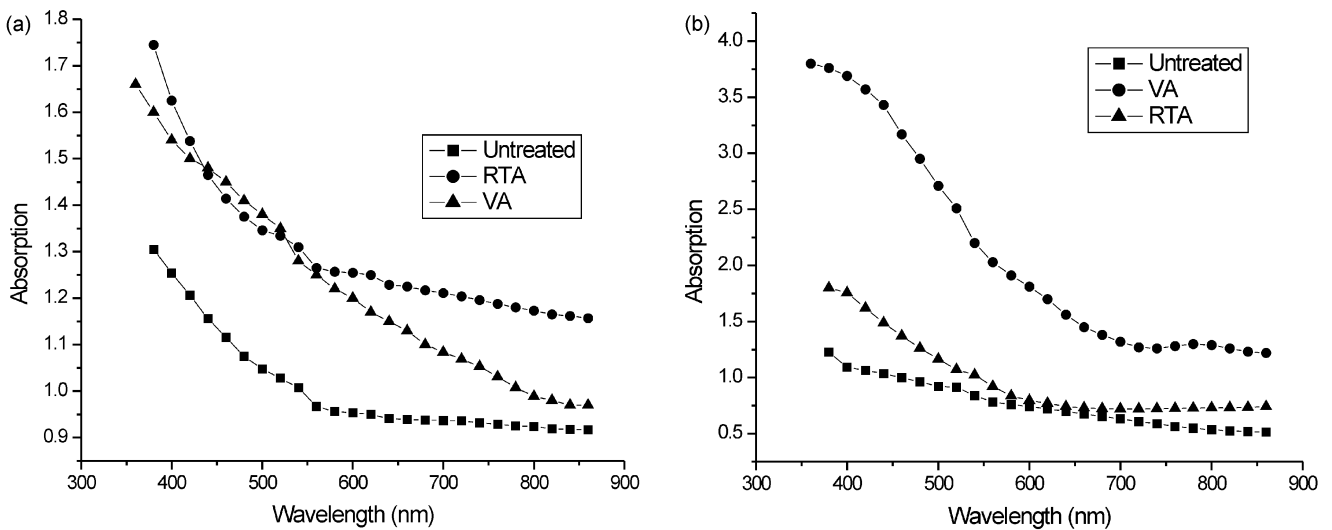 (a)
1.8
1.7
1.6
1.5
1.4
1.3
1.2
1.1
1.0
0.9
Absorption
Untreated
RTA
VA
300 400 500 600 700 800 900
Wavelength (nm)
(b)
4.0
3.5
3.0
2.5
2.0
1.5
1.0
0.5
Absorption
Untreated
VA
RTA
300 400 500 600 700 800 900
Wavelength (nm)